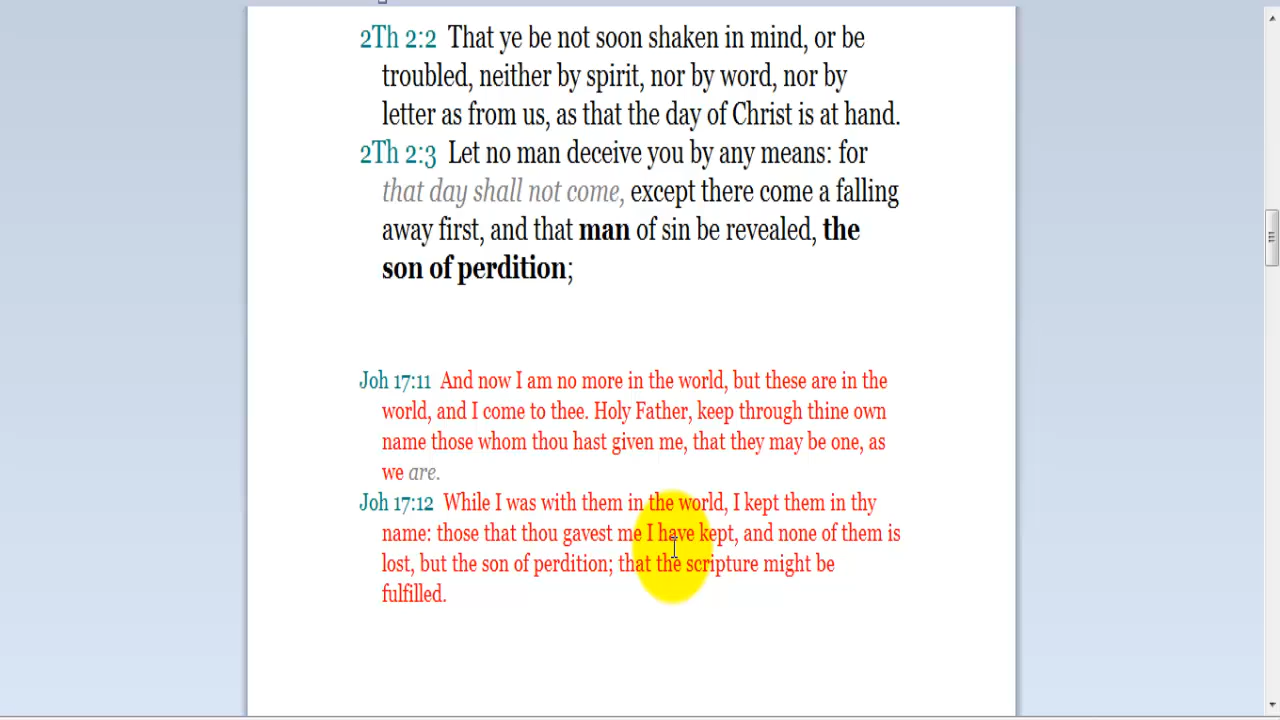 2Th 2:2 That ye be not soon shaken in mind, or be
troubled, neither by spirit, nor by word, nor by
letter as from us, as that the day of Christ is at hand.
2Th 2:3 Let no man deceive you by any means: for
that day shall not come, except there come a falling
away first, and that man of sin be revealed, the
son of perdition;
Joh 17:11 And now I am no more in the world, but these are in the
world, and I come to thee. Holy Father, keep through thine own
name those whom thou hast given me, that they may be one, as
we are.
Joh 17:12 While I was with them in the world, I kept them in thy
name: those that thou gavest me I have kept, and none of them is
lost, but the son of perdition; that the scripture might be
fulfilled.